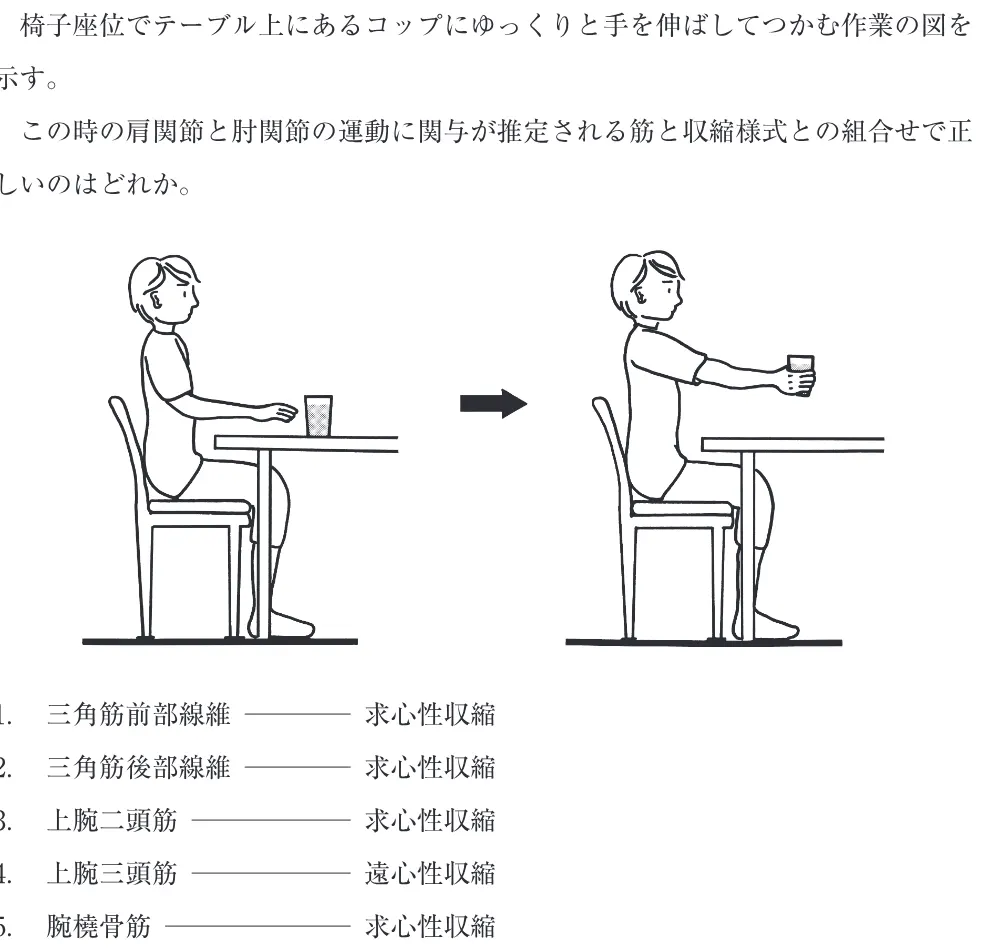 椅子座位でテーブル上にあるコップにゆっくりと手を伸ばしてつかむ作業の図を
示す。
この時の肩関節と肘関節の運動に関与が推定される筋と収縮様式との組合せで正
しいのはどれか。
1. 三角筋前部線維 ———— 求心性収縮
2. 三角筋後部線維 ———— 求心性収縮
3. 上腕二頭筋 —————— 求心性収縮
4. 上腕三頭筋 —————— 遠心性収縮
5. 腕橈骨筋 ——————— 求心性収縮